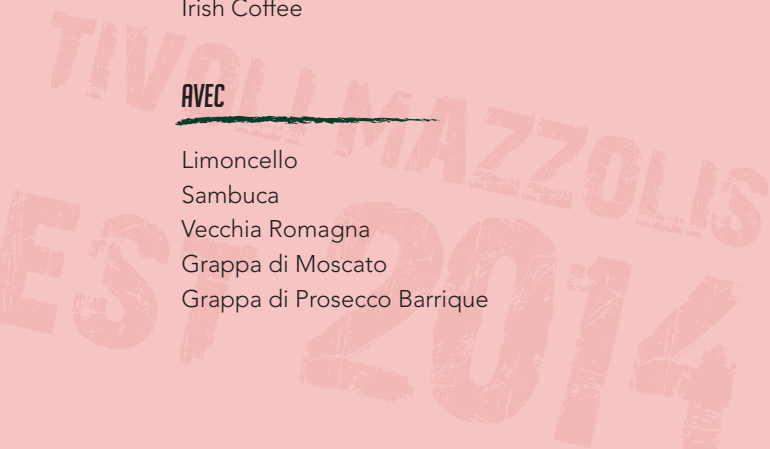 Irish Coffee
TIVOLI MAZZOLIS
AVEC
EST 2014
Limoncello
Sambuca
Vecchia Romagna
Grappa di Moscato
Grappa di Prosecco Barrique